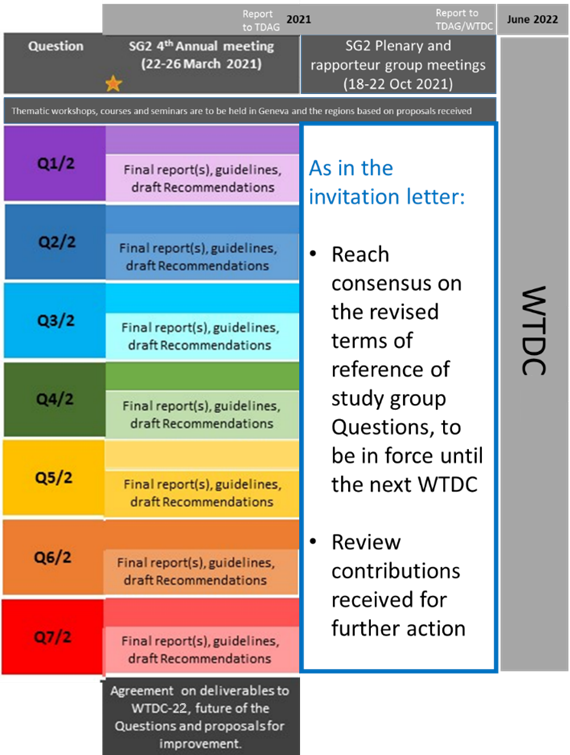 Report
to TDAG
2021
Report to
TDAG/WTDC
June 2022
Question
SG2 4th Annual meeting
(22-26 March 2021)
SG2 Plenary and
rapporteur group meetings
(18-22 Oct 2021)
Thematic workshops, courses and seminars are to be held in Geneva and the regions based on proposals received
Q1/2
Final report(s), guidelines,
draft Recommendations
Q2/2
Final report(s), guidelines,
draft Recommendations
Q3/2
Final report(s), guidelines,
draft Recommendations
Q4/2
Final report(s), guidelines,
draft Recommendations
Q5/2
Final report(s), guidelines,
draft Recommendations
Q6/2
Final report(s), guidelines,
draft Recommendations
Q7/2
Final report(s), guidelines,
draft Recommendations
Agreement on deliverables to
WTDC-22, future of the
Questions and proposals for
improvement.
As in the
invitation letter:
• Reach
consensus on
the revised
terms of
reference of
study group
Questions, to
be in force until
the next WTDC
• Review
contributions
received for
further action
WTDC